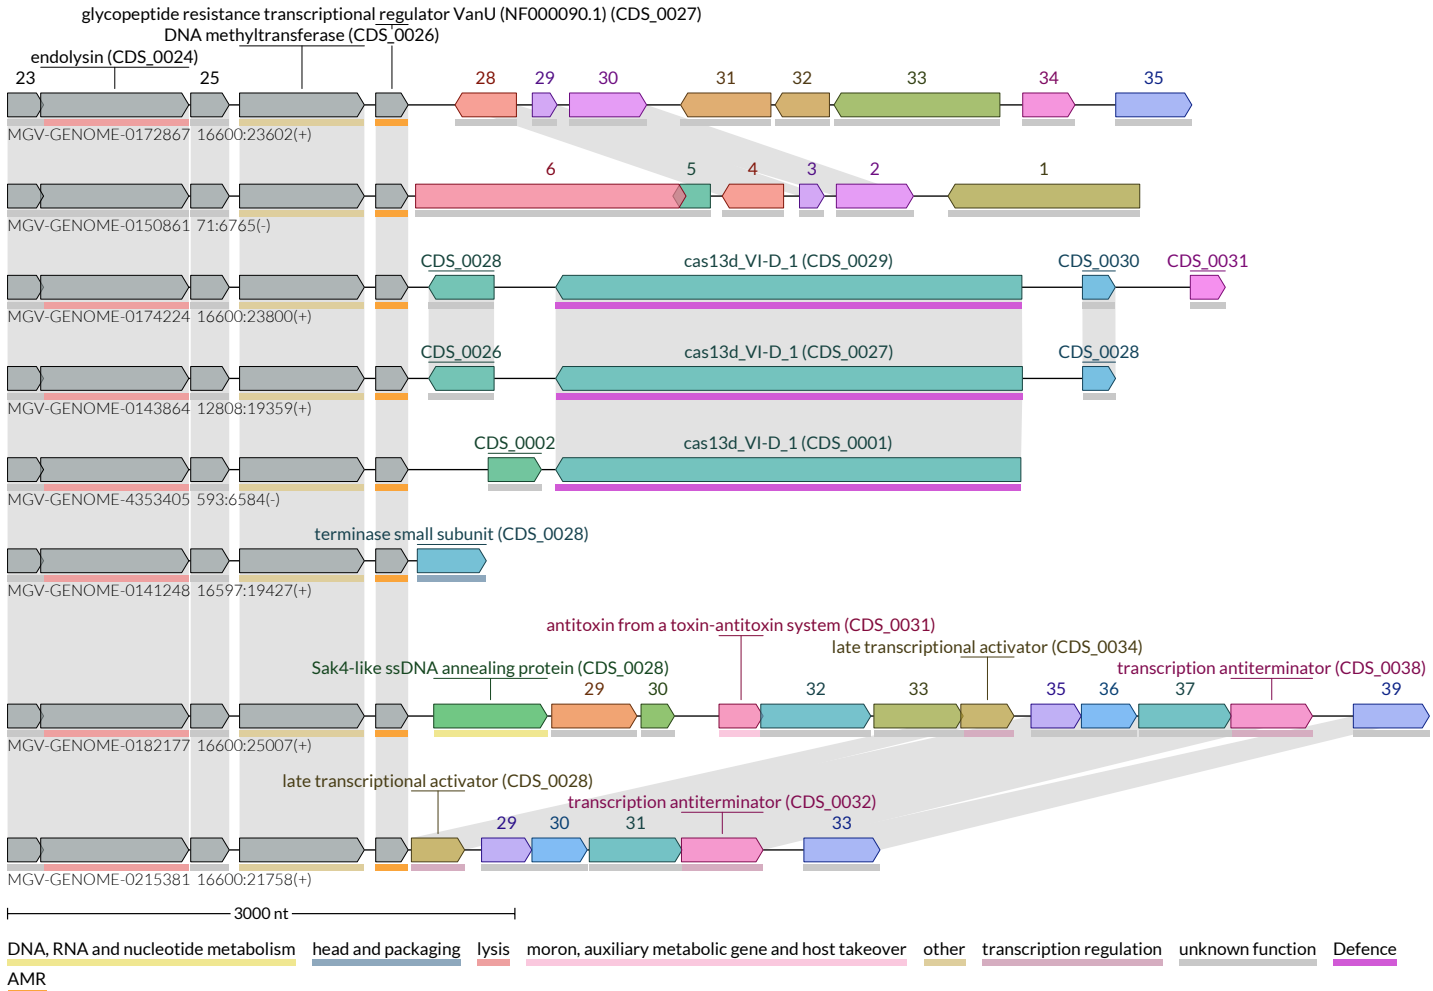 glycopeptide resistance transcriptional regulator VanU (NF000090.1) (CDS_0027)
DNA methyltransferase (CDS_0026)
endolysin (CDS_0024)
23 25 28 29 30 31 32 33 34 35
MGV-GENOME-0172867 16600:23602(+)
6 5 4 3 2 1
MGV-GENOME-0150861 71:6765(-)
CDS_0028 cas13d_VI-D_1 (CDS_0029) CDS_0030 CDS_0031
MGV-GENOME-0174224 16600:23800(+)
CDS_0026 cas13d_VI-D_1 (CDS_0027) CDS_0028
MGV-GENOME-0143864 12808:19359(+)
CDS_0002 cas13d_VI-D_1 (CDS_0001)
MGV-GENOME-4353405 593:6584(-)
terminase small subunit (CDS_0028)
MGV-GENOME-0141248 16597:19427(+)
antitoxin from a toxin-antitoxin system (CDS_0031)
late transcriptional activator (CDS_0034)
Sak4-like ssDNA annealing protein (CDS_0028) transcription antiterminator (CDS_0038)
29 30 32 33 35 36 37 39
MGV-GENOME-0182177 16600:25007(+)
late transcriptional activator (CDS_0028)
transcription antiterminator (CDS_0032)
29 30 31 33
MGV-GENOME-0215381 16600:21758(+)
3000 nt
DNA, RNA and nucleotide metabolism head and packaging lysis moron, auxiliary metabolic gene and host takeover other transcription regulation unknown function Defence
AMR